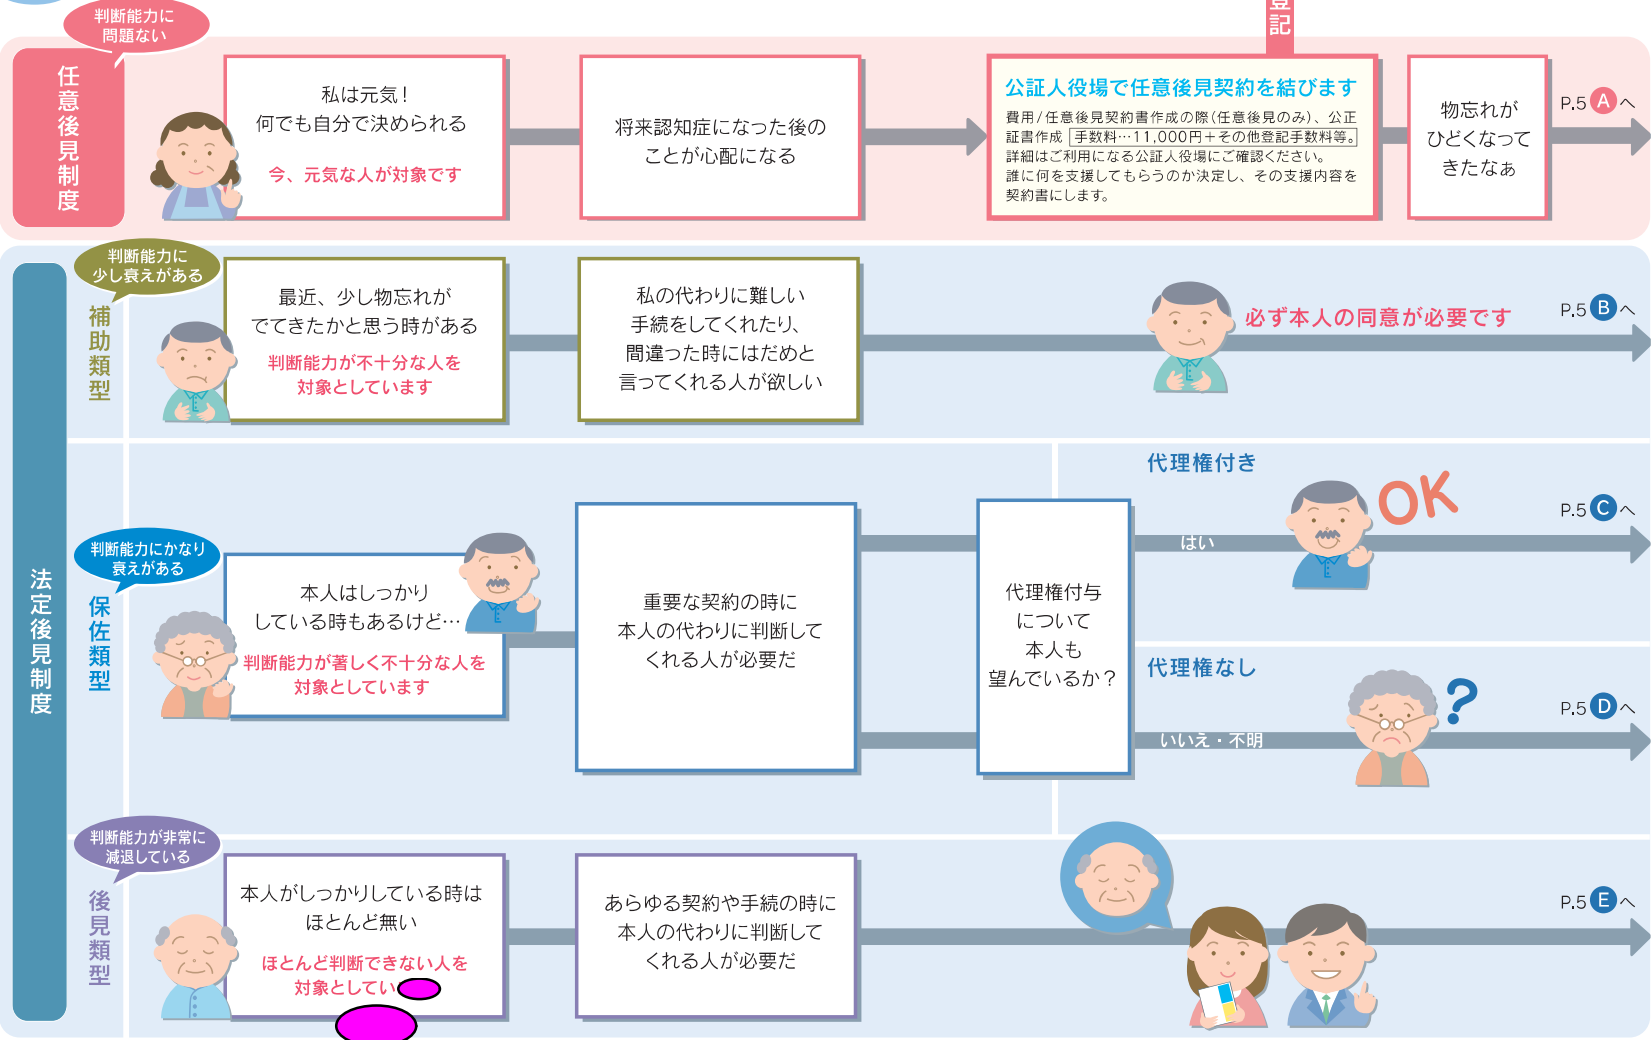 判断能力に
問題ない
登記
任意後見制度
私は元気！
何でも自分で決められる
今、元気な人が対象です
将来認知症になった後の
ことが心配になる
公証人役場で任意後見契約を結びます
費用/任意後見契約書作成の際(任意後見のみ)、公正
証書作成 手数料…11,000円＋その他登記手数料等。
詳細はご利用になる公証人役場にご確認ください。
誰に何を支援してもらうのか決定し、その支援内容を
契約書にします。
物忘れが
ひどくなって
きたなぁ
P.5 A へ
法定後見制度
判断能力に
少し衰えがある
補助類型
最近、少し物忘れが
でてきたかと思う時がある
判断能力が不十分な人を
対象としています
私の代わりに難しい
手続をしてくれたり、
間違った時にはだめと
言ってくれる人が欲しい
必ず本人の同意が必要です
P.5 B へ
判断能力にかなり
衰えがある
保佐類型
本人はしっかり
している時もあるけど…
判断能力が著しく不十分な人を
対象としています
重要な契約の時に
本人の代わりに判断して
くれる人が必要だ
代理権付与
について
本人も
望んでいるか？
代理権付き
はい
OK
P.5 C へ
代理権なし
いいえ・不明
?
P.5 D へ
判断能力が非常に
減退している
後見類型
本人がしっかりしている時は
ほとんど無い
ほとんど判断できない人を
対象としてい
あらゆる契約や手続の時に
本人の代わりに判断して
くれる人が必要だ
P.5 E へ